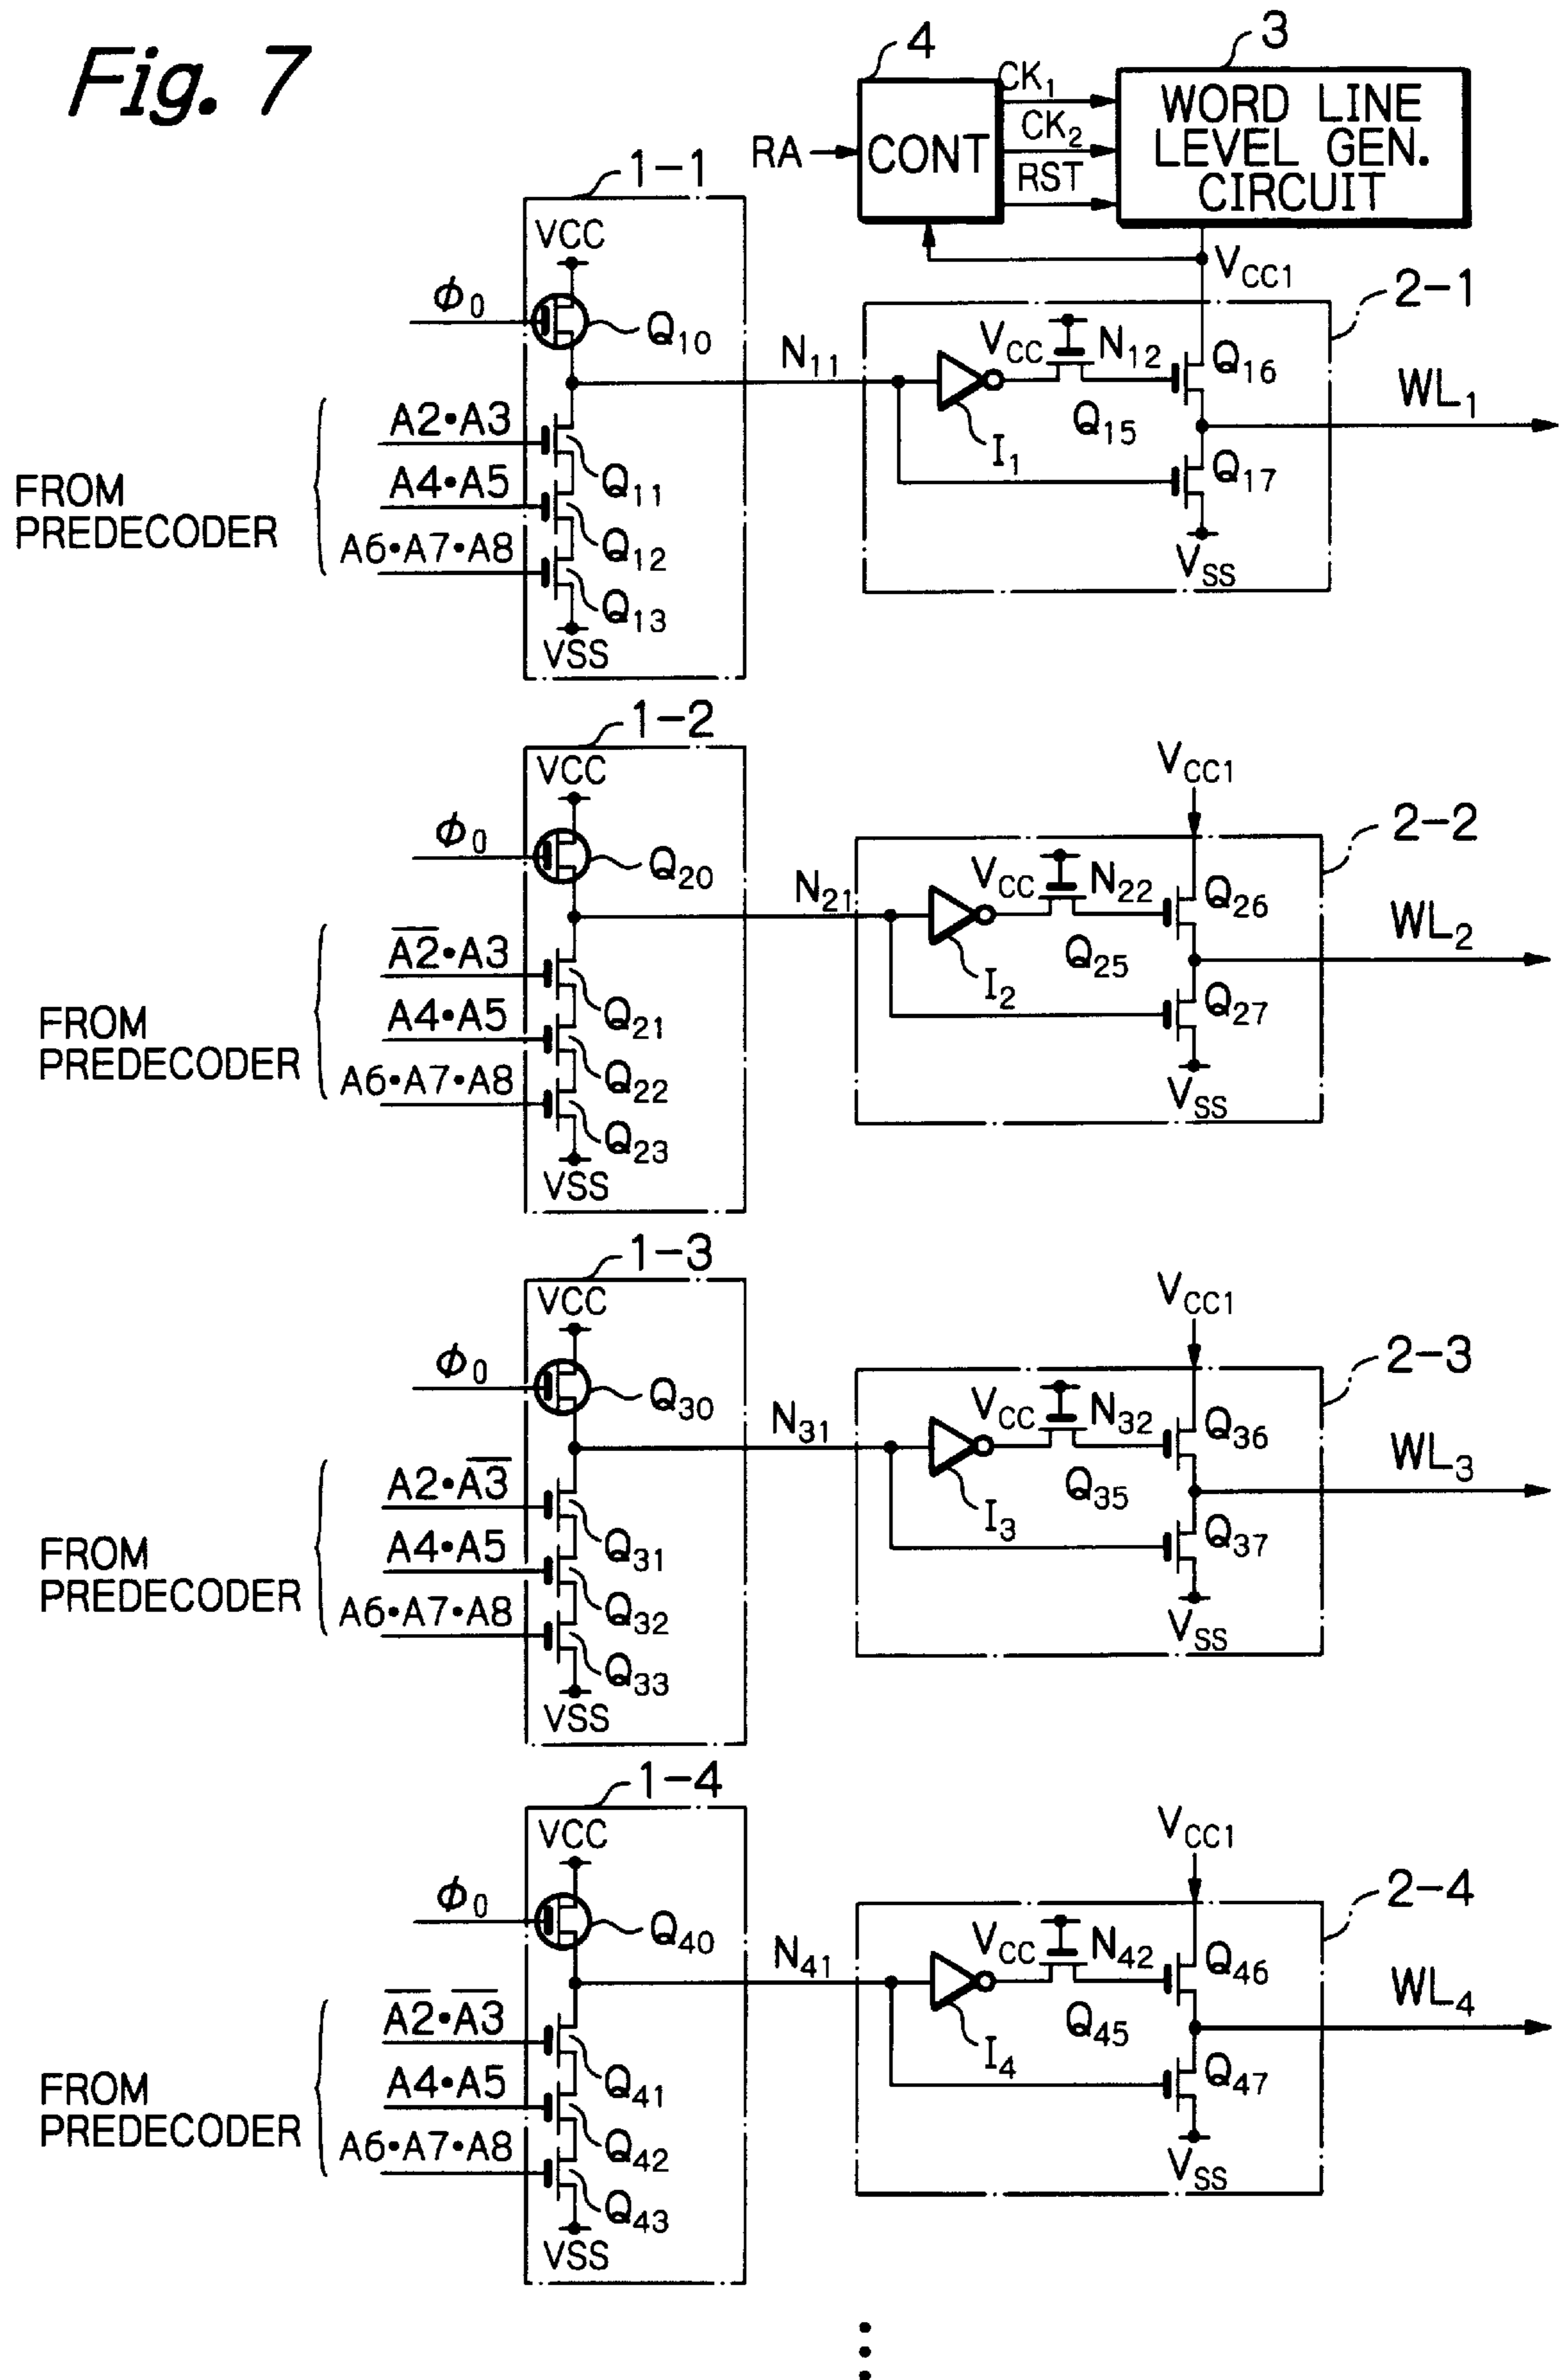 Fig. 7
4
3
CK1
CK2
RST
RA
CONT
WORD LINE
LEVEL GEN.
CIRCUIT
VCC1
1-1
VCC
Φ0
Q10
N11
2-1
VCC
N12
Q16
Q15
I1
WL1
Q17
VSS
A2•A3
Q11
A4•A5
Q12
A6•A7•A8
Q13
VSS
FROM
PREDECODER
1-2
VCC
Φ0
Q20
N21
VCC1
2-2
VCC
N22
Q26
Q25
I2
WL2
Q27
VSS
A̅2̅•A3
Q21
A4•A5
Q22
A6•A7•A8
Q23
VSS
FROM
PREDECODER
1-3
VCC
Φ0
Q30
N31
VCC1
2-3
VCC
N32
Q36
Q35
I3
WL3
Q37
VSS
A2•A̅3̅
Q31
A4•A5
Q32
A6•A7•A8
Q33
VSS
FROM
PREDECODER
1-4
VCC
Φ0
Q40
N41
VCC1
2-4
VCC
N42
Q46
Q45
I4
WL4
Q47
VSS
A̅2̅•A̅3̅
Q41
A4•A5
Q42
A6•A7•A8
Q43
VSS
FROM
PREDECODER